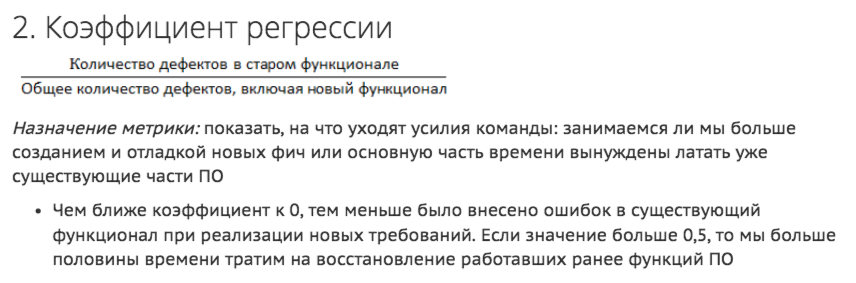 2. Коэффициент регрессии
Количество дефектов в старом функционале
Общее количество дефектов, включая новый функционал
Назначение метрики: показать, на что уходят усилия команды: занимаемся ли мы больше
созданием и отладкой новых фич или основную часть времени вынуждены латать уже
существующие части ПО
• Чем ближе коэффициент к 0, тем меньше было внесено ошибок в существующий
функционал при реализации новых требований. Если значение больше 0,5, то мы больше
половины времени тратим на восстановление работавших ранее функций ПО